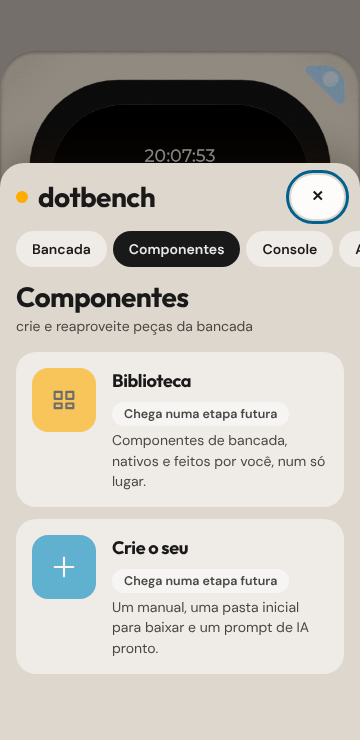 20:07:53
dotbench
×
Bancada
Componentes
Console
A
Componentes
crie e reaproveite peças da bancada
Biblioteca
Chega numa etapa futura
Componentes de bancada,
nativos e feitos por você, num só
lugar.
Crie o seu
Chega numa etapa futura
Um manual, uma pasta inicial
para baixar e um prompt de IA
pronto.